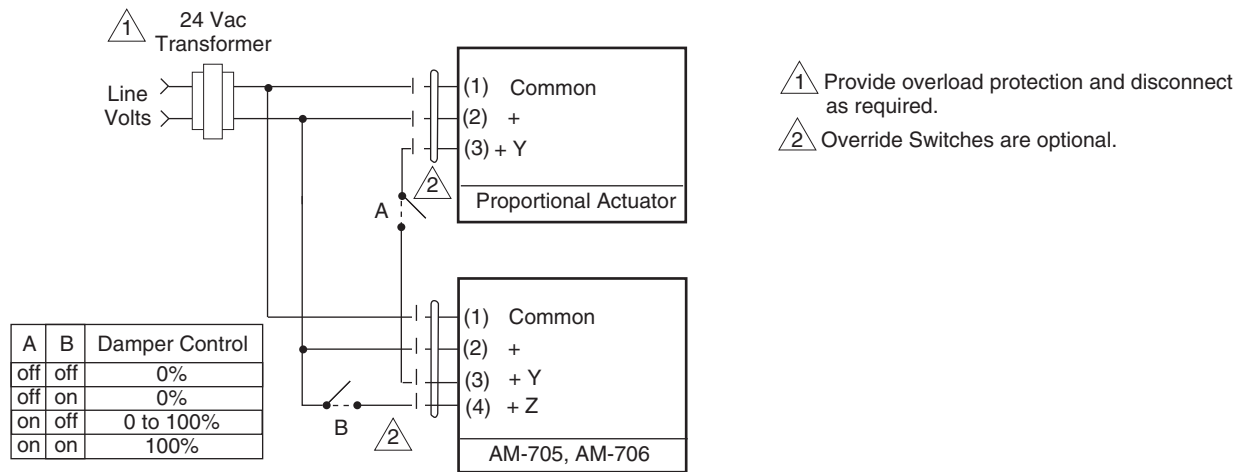 1
24 Vac
Transformer
Line
Volts
(1) Common
(2) +
(3) + Y
2
Proportional Actuator
A
1 Provide overload protection and disconnect
as required.
2 Override Switches are optional.
(1) Common
(2) +
(3) + Y
(4) + Z
B
2
AM-705, AM-706
A B Damper Control
off off 0%
off on 0%
on off 0 to 100%
on on 100%